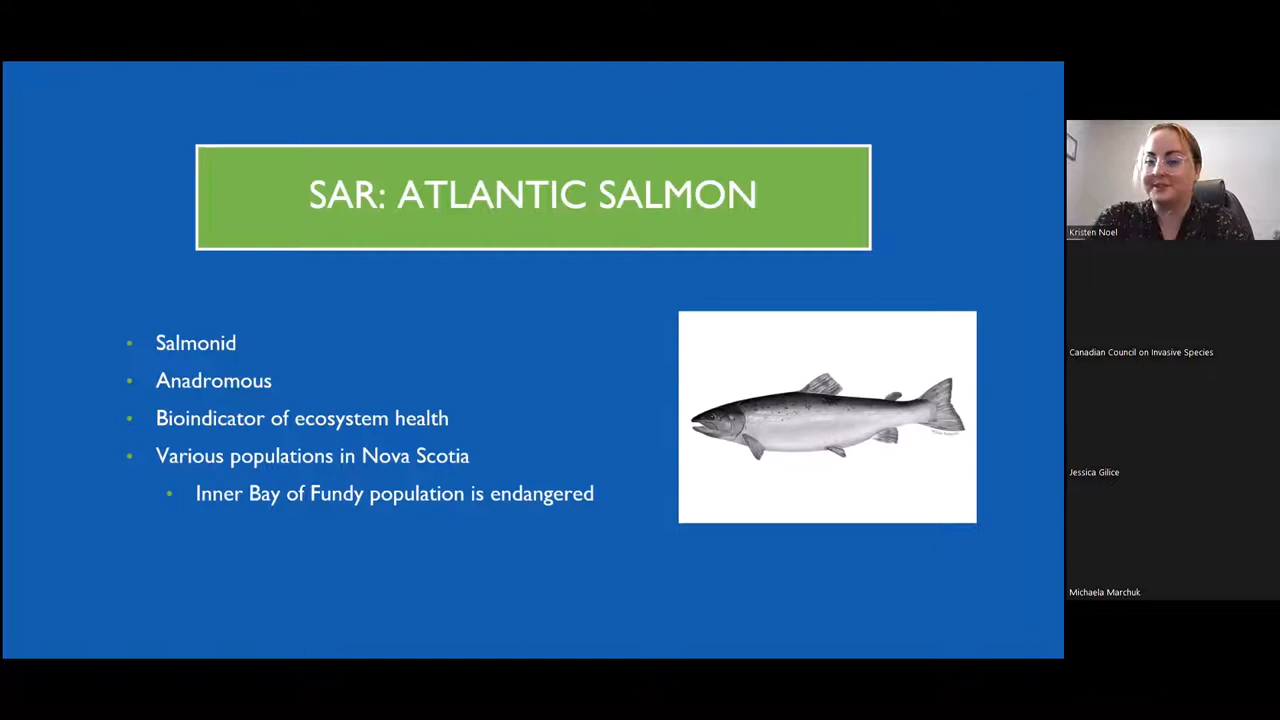 SAR: ATLANTIC SALMON
Salmonid
Anadromous
Bioindicator of ecosystem health
Various populations in Nova Scotia
Inner Bay of Fundy population is endangered
Kristen Noel
Canadian Council on Invasive Species
Jessica Gilice
Michaela Marchuk